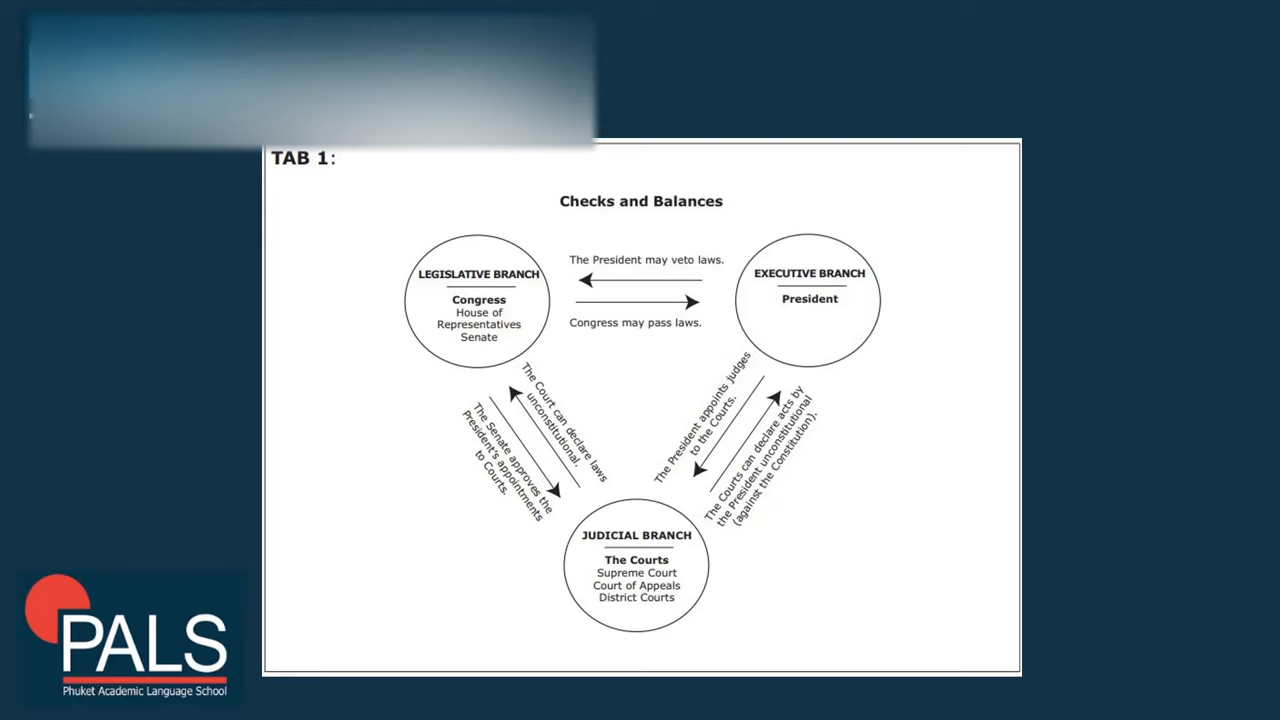 TAB 1:
Checks and Balances
LEGISLATIVE BRANCH
Congress
House of
Representatives
Senate
The President may veto laws.
Congress may pass laws.
EXECUTIVE BRANCH
President
The Senate approves the
President's appointments
to Courts.
The Court can declare laws
unconstitutional.
The President appoints judges
to the Courts.
The Courts can declare acts by
the President unconstitutional
(against the Constitution).
JUDICIAL BRANCH
The Courts
Supreme Court
Court of Appeals
District Courts
PALS
Phuket Academic Language School